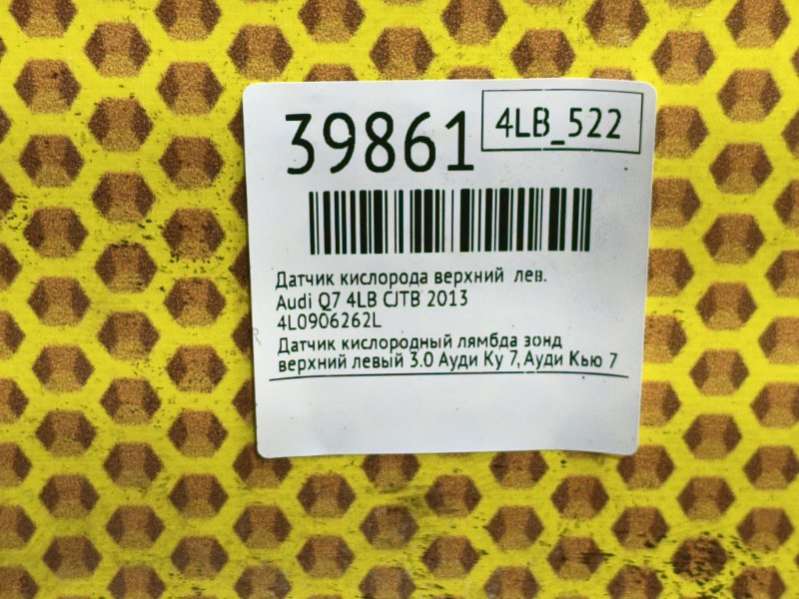 39861
4LB_522
Датчик кислорода верхний лев.
Audi Q7 4LB CJTB 2013
4L0906262L
Датчик кислородный лямбда зонд
верхний левый 3.0 Ауди Ку 7, Ауди Кью 7